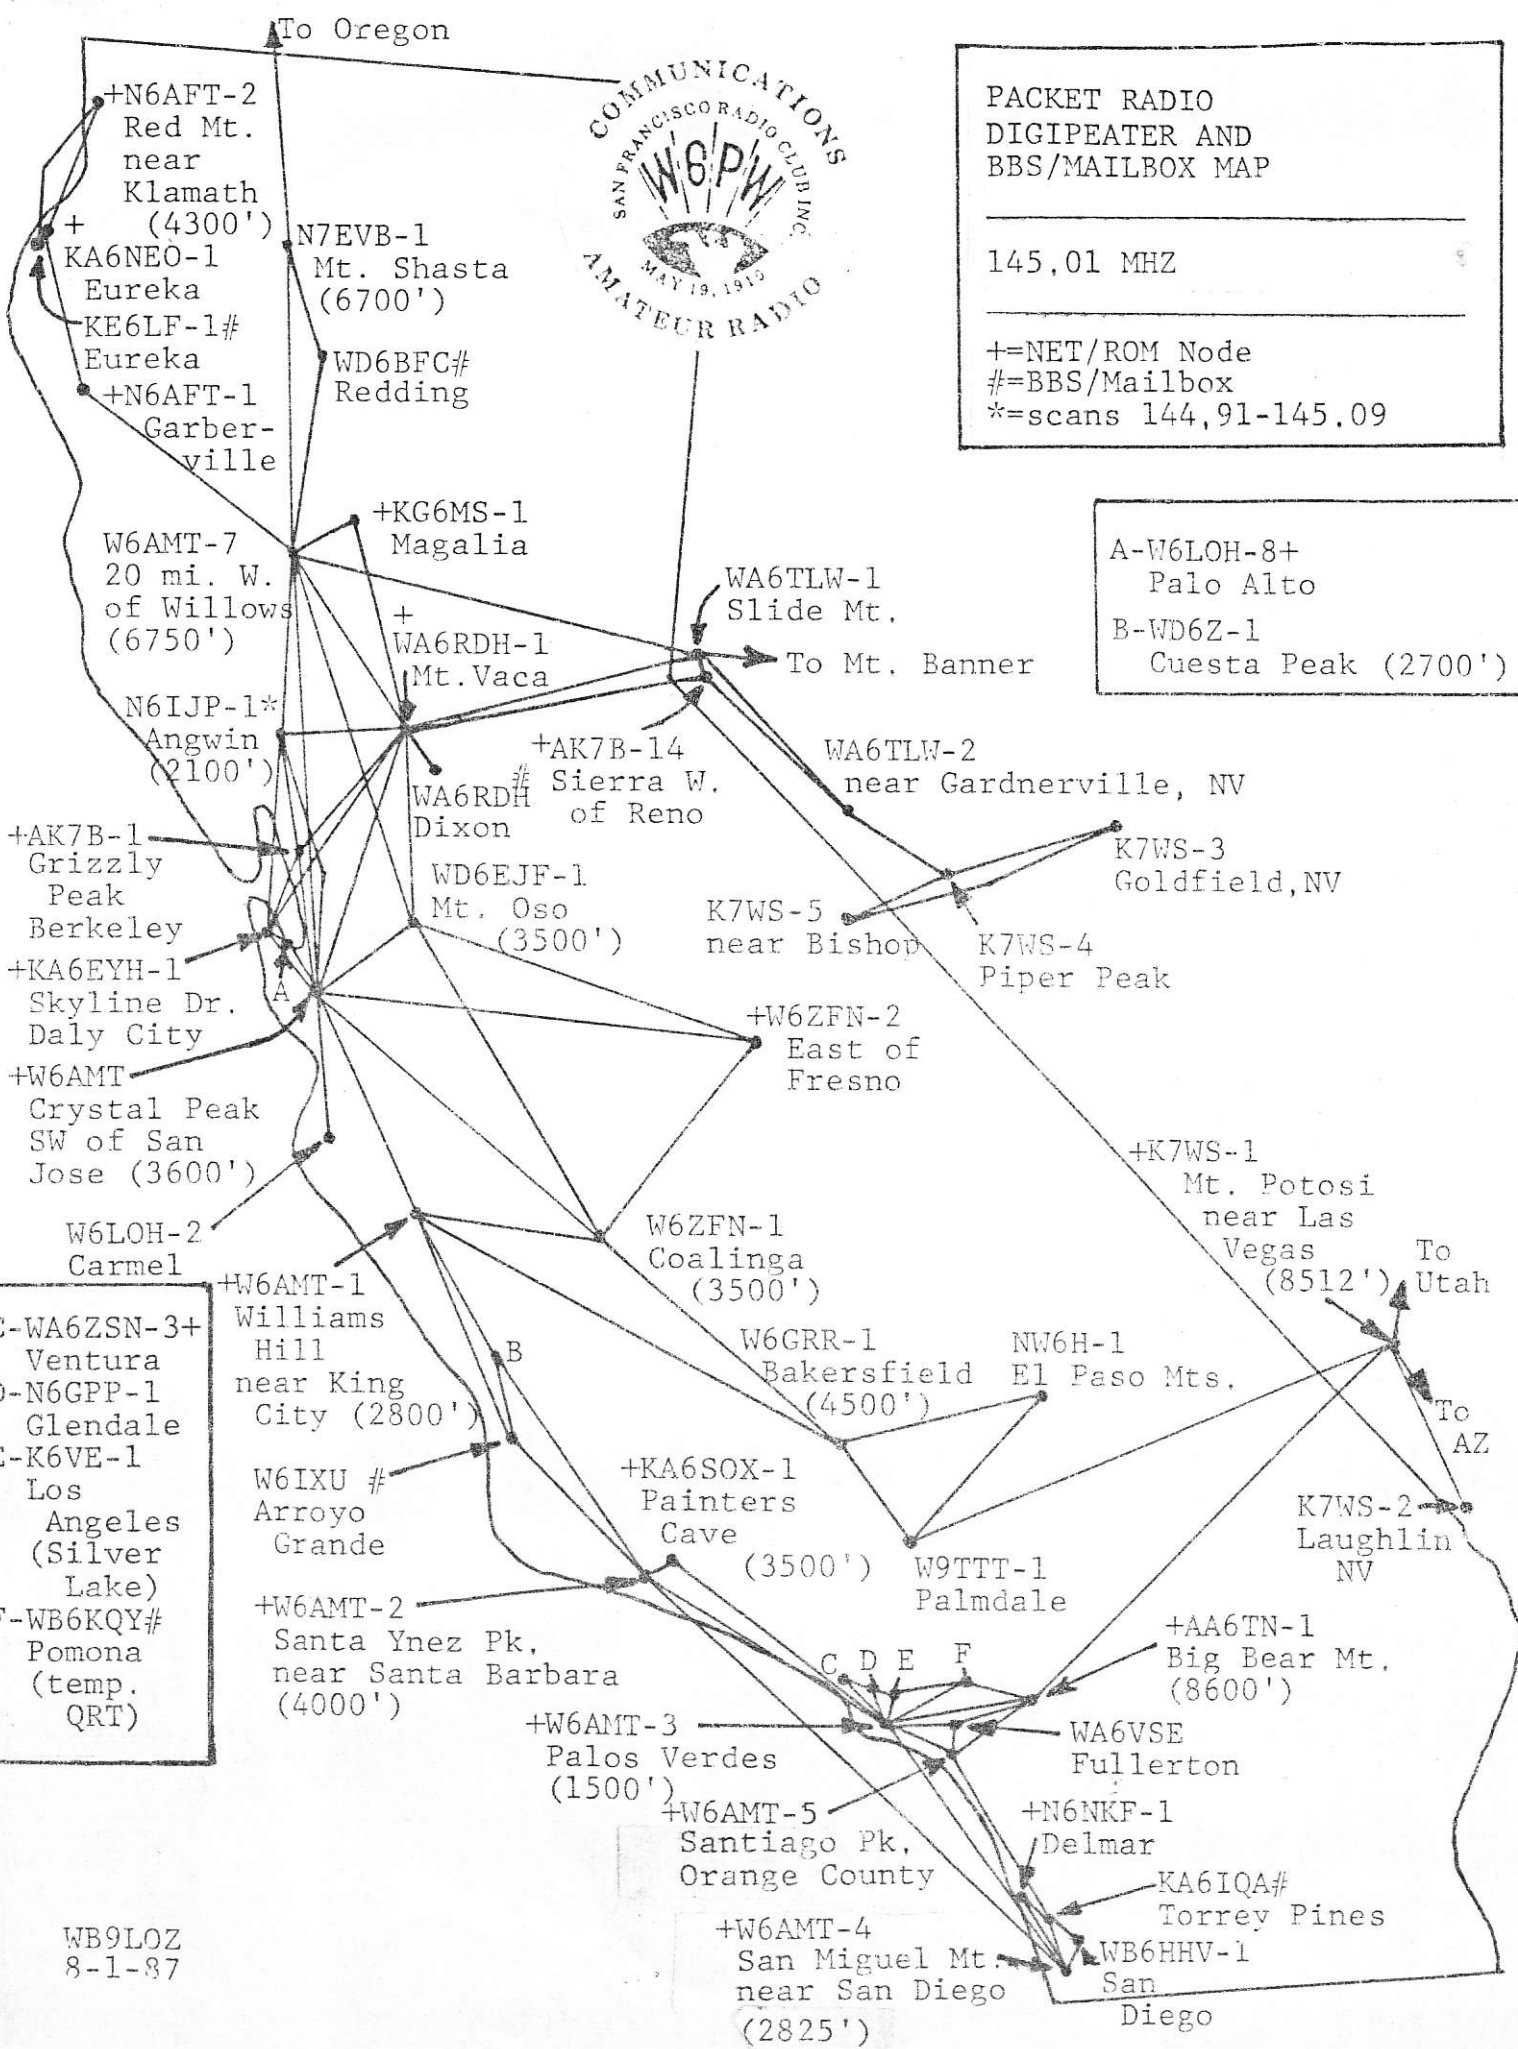 To Oregon
+N6AFT-2
Red Mt.
near
Klamath
(4300')
+
KA6NEO-1
Eureka
KE6LF-1#
Eureka
+N6AFT-1
Garber-
ville
N7EVB-1
Mt. Shasta
(6700')
WD6BFC#
Redding
COMMUNICATIONS
SAN FRANCISCO RADIO CLUB INC.
W6PW
MAY 19, 1919
AMATEUR RADIO
PACKET RADIO
DIGIPEATER AND
BBS/MAILBOX MAP
145.01 MHZ
+=NET/ROM Node
#=BBS/Mailbox
*=scans 144.91-145.09
A-W6LOH-8+
Palo Alto
B-WD6Z-1
Cuesta Peak (2700')
+KG6MS-1
Magalia
W6AMT-7
20 mi. W.
of Willows
(6750')
+
WA6RDH-1
Mt.Vaca
WA6TLW-1
Slide Mt.
To Mt. Banner
N6IJP-1*
Angwin
(2100')
+AK7B-14
# Sierra W.
of Reno
WA6TLW-2
near Gardnerville, NV
WA6RDH
Dixon
+AK7B-1
Grizzly
Peak
Berkeley
WD6EJF-1
Mt. Oso
(3500')
K7WS-3
Goldfield,NV
K7WS-5
near Bishop
K7WS-4
Piper Peak
+KA6EYH-1
Skyline Dr.
Daly City
A
+W6ZFN-2
East of
Fresno
+W6AMT
Crystal Peak
SW of San
Jose (3600')
W6LOH-2
Carmel
+K7WS-1
Mt. Potosi
near Las
Vegas
(8512')
To
Utah
W6ZFN-1
Coalinga
(3500')
+W6AMT-1
Williams
Hill
near King
City (2800')
B
W6GRR-1
Bakersfield
(4500')
NW6H-1
El Paso Mts.
To
AZ
C-WA6ZSN-3+
Ventura
D-N6GPP-1
Glendale
E-K6VE-1
Los
Angeles
(Silver
Lake)
F-WB6KQY#
Pomona
(temp.
QRT)
W6IXU #
Arroyo
Grande
+KA6SOX-1
Painters
Cave
(3500')
W9TTT-1
Palmdale
K7WS-2
Laughlin
NV
+W6AMT-2
Santa Ynez Pk.
near Santa Barbara
(4000')
C D E F
+AA6TN-1
Big Bear Mt.
(8600')
+W6AMT-3
Palos Verdes
(1500')
WA6VSE
Fullerton
+W6AMT-5
Santiago Pk.
Orange County
+N6NKF-1
Delmar
KA6IQA#
Torrey Pines
+W6AMT-4
San Miguel Mt.
near San Diego
(2825')
WB6HHV-1
San
Diego
WB9LOZ
8-1-87